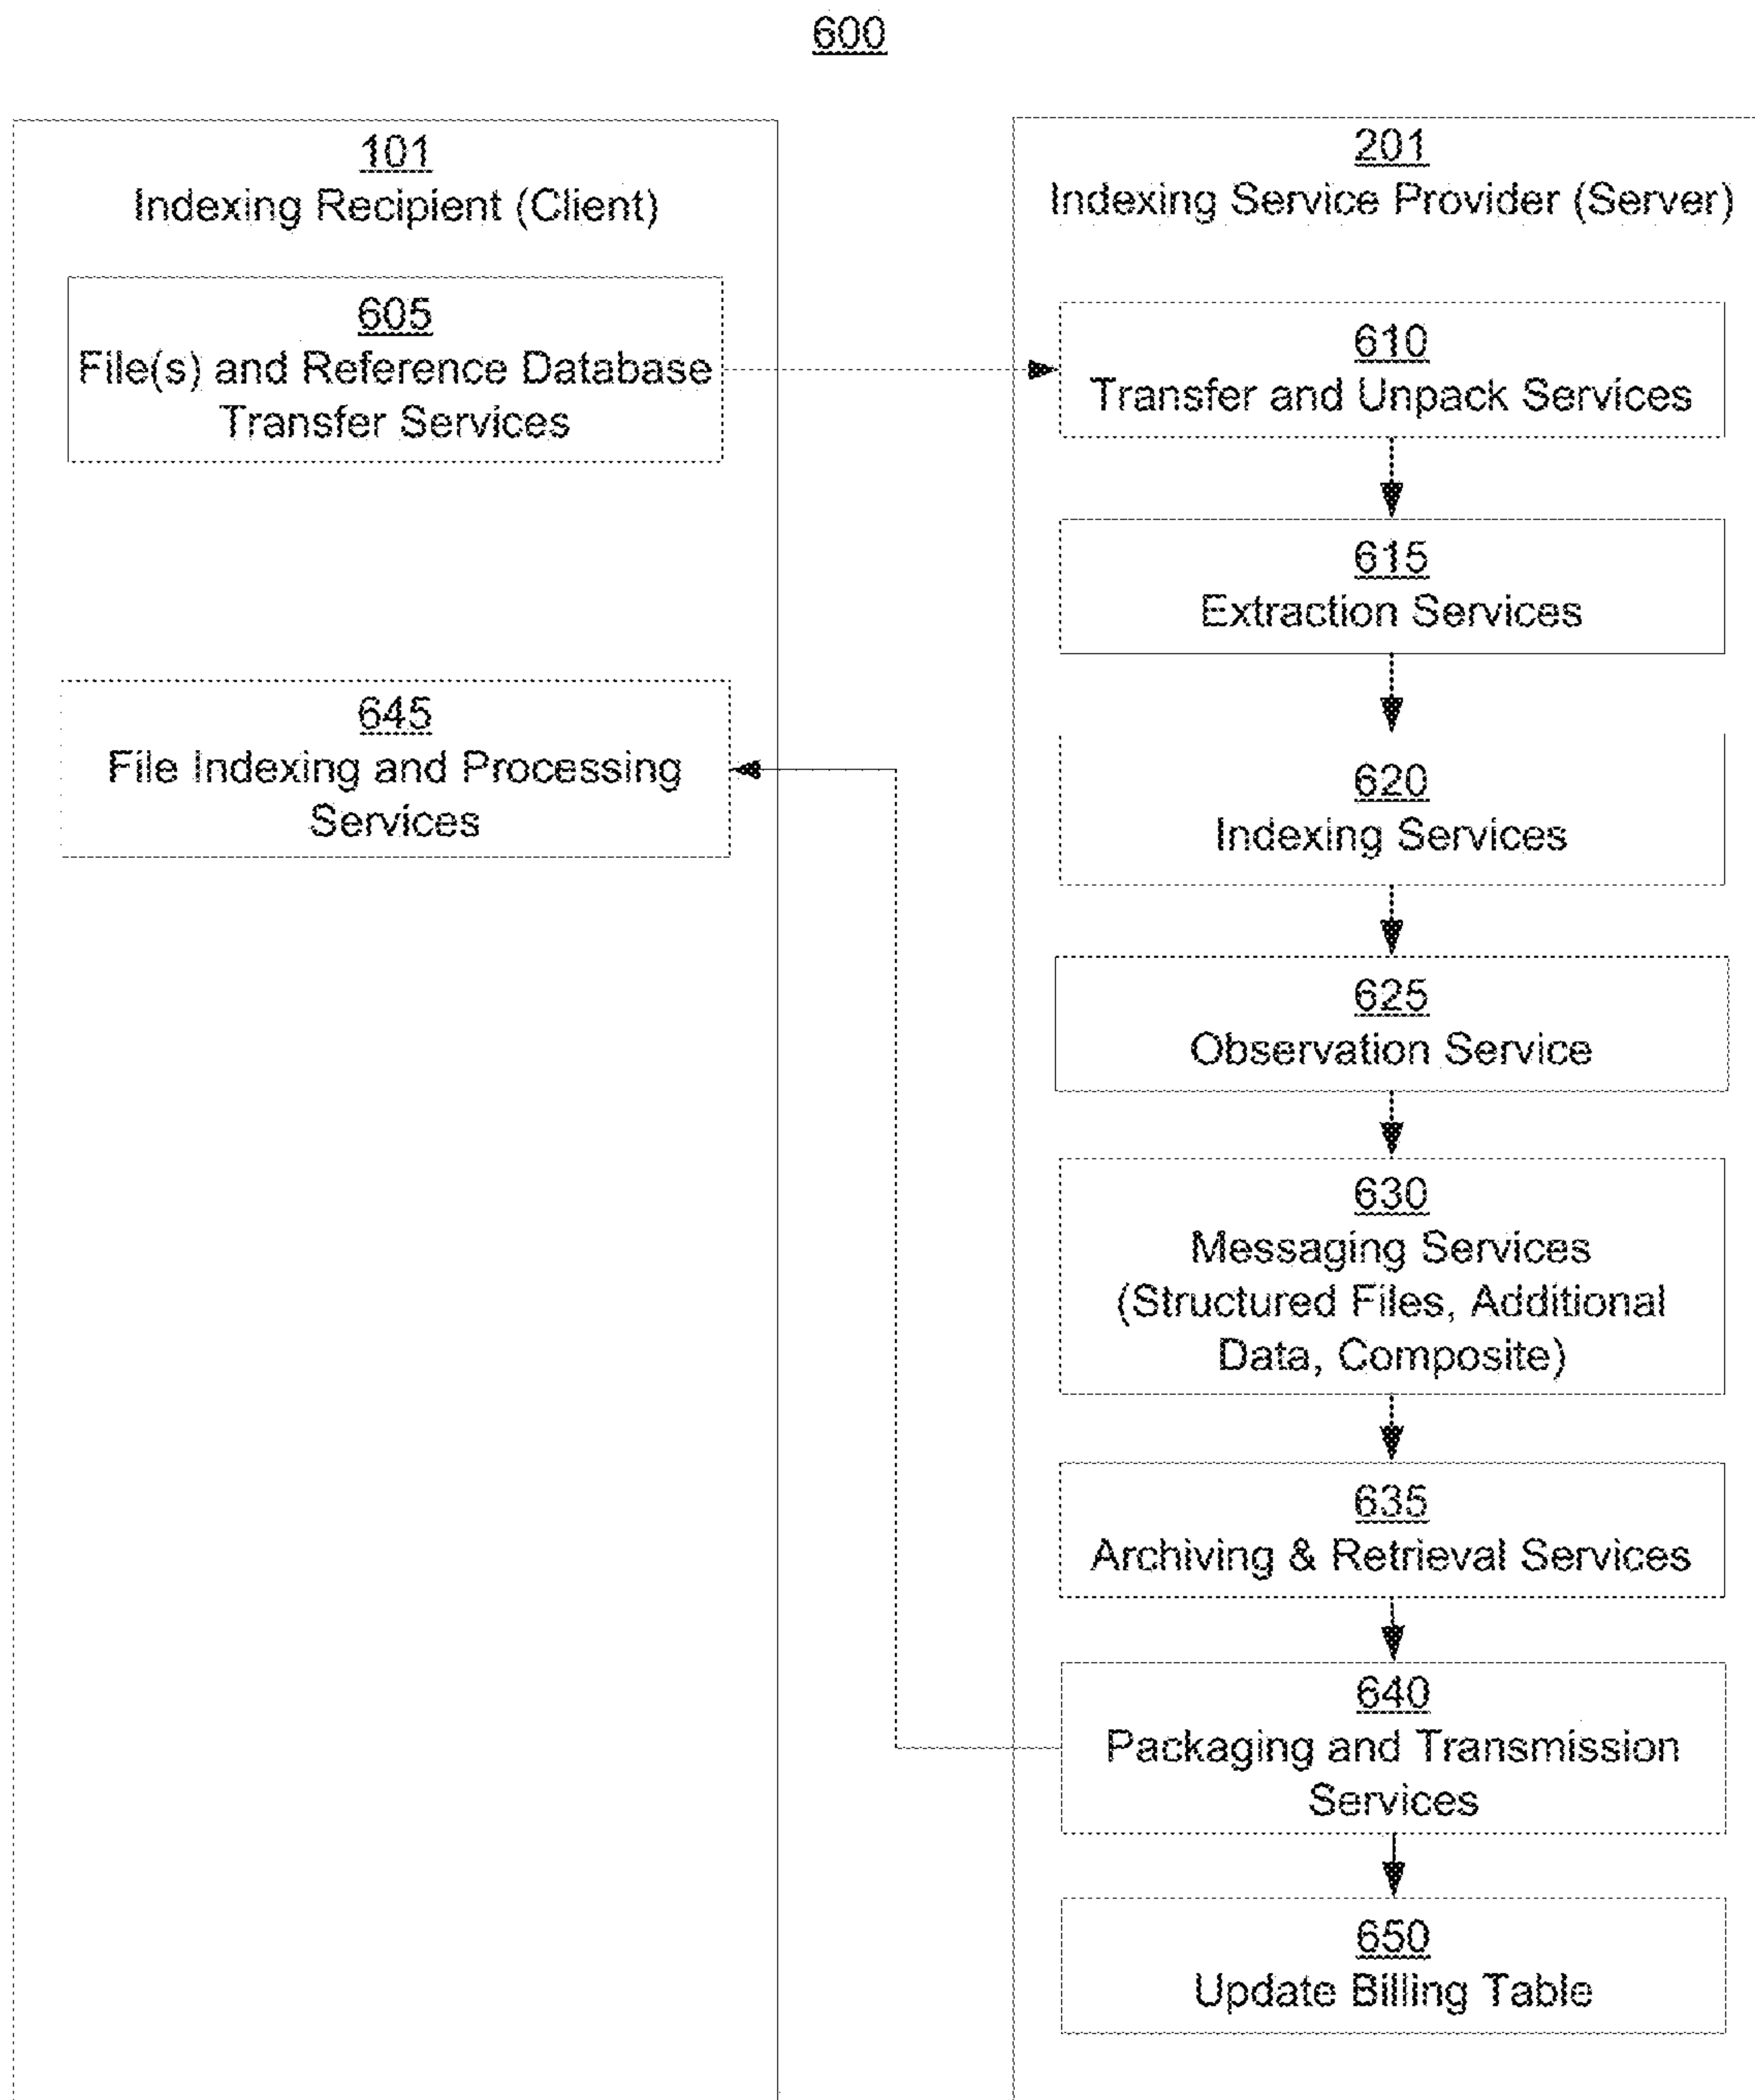 600
101
Indexing Recipient (Client)
605
File(s) and Reference Database
Transfer Services
645
File Indexing and Processing
Services
201
Indexing Service Provider (Server)
610
Transfer and Unpack Services
615
Extraction Services
620
Indexing Services
625
Observation Service
630
Messaging Services
(Structured Files, Additional
Data, Composite)
635
Archiving & Retrieval Services
640
Packaging and Transmission
Services
650
Update Billing Table